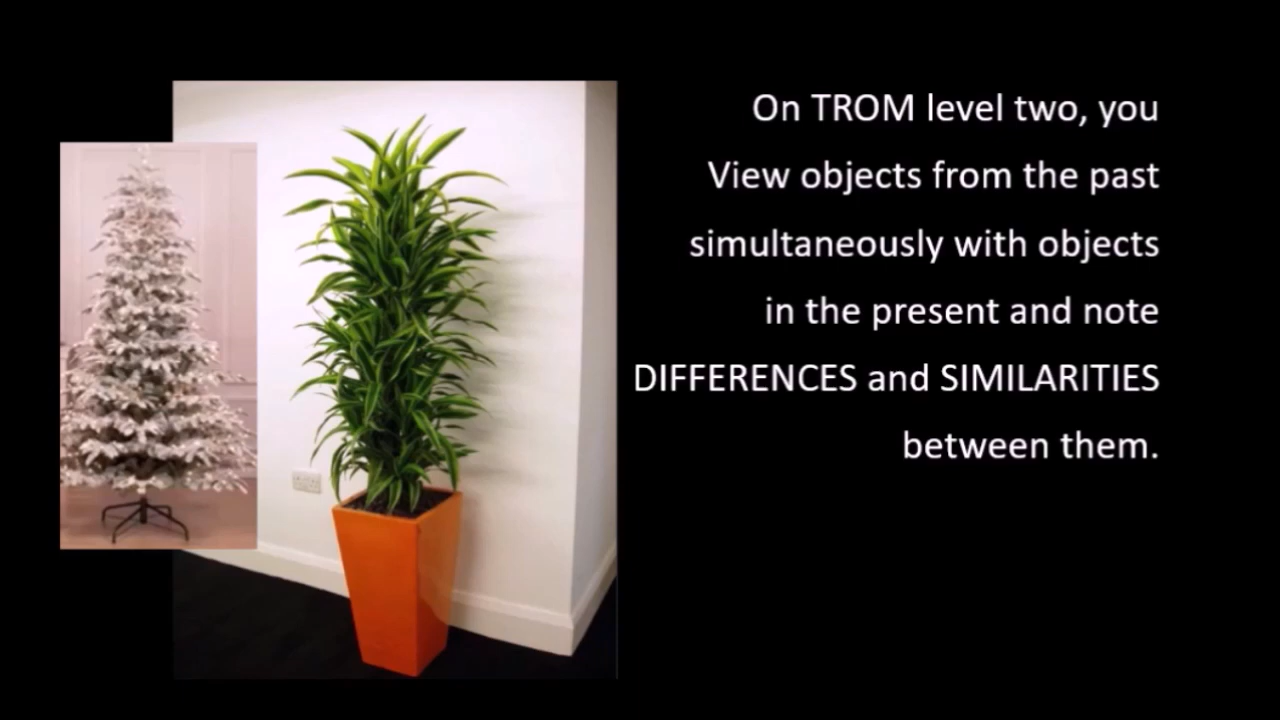 On TROM level two, you
View objects from the past
simultaneously with objects
in the present and note
DIFFERENCES and SIMILARITIES
between them.